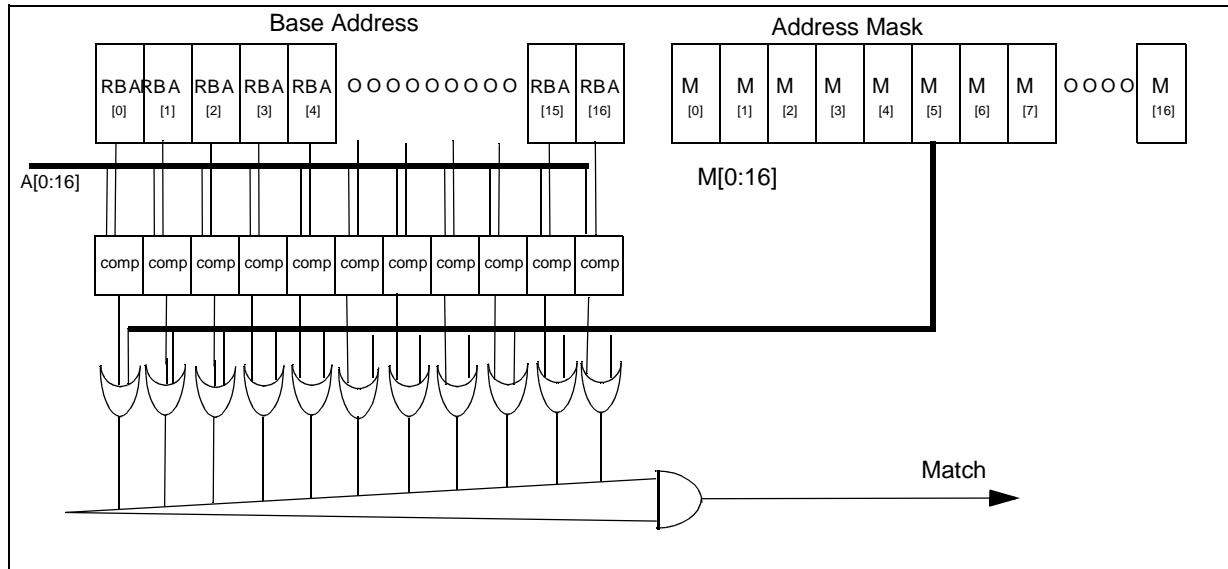 Base Address
Address Mask
RBA RBA RBA RBA RBA O O O O O O O O O RBA RBA
[0] [1] [2] [3] [4] [15] [16]
M M M M M M M M O O O O M
[0] [1] [2] [3] [4] [5] [6] [7] [16]
A[0:16]
M[0:16]
comp comp comp comp comp comp comp comp comp comp comp
Match